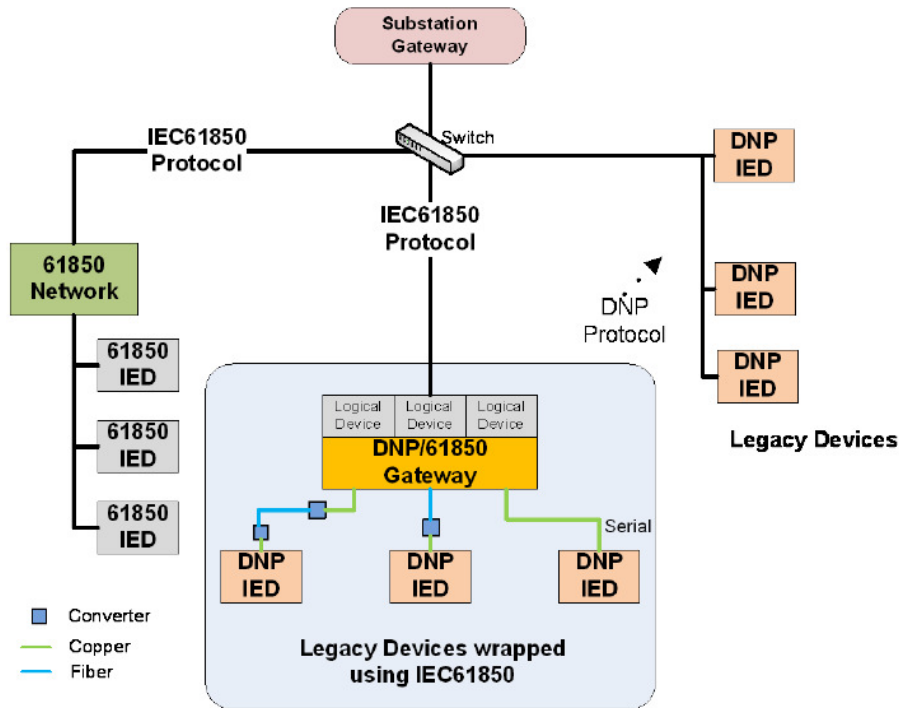 Substation
Gateway
Switch
IEC61850
Protocol
DNP
IED
IEC61850
Protocol
61850
Network
DNP
IED
DNP
Protocol
61850
IED
DNP
IED
Logical
Device
Logical
Device
Logical
Device
Legacy Devices
61850
IED
DNP/61850
Gateway
61850
IED
Serial
DNP
IED
DNP
IED
DNP
IED
Converter
Copper
Fiber
Legacy Devices wrapped
using IEC61850